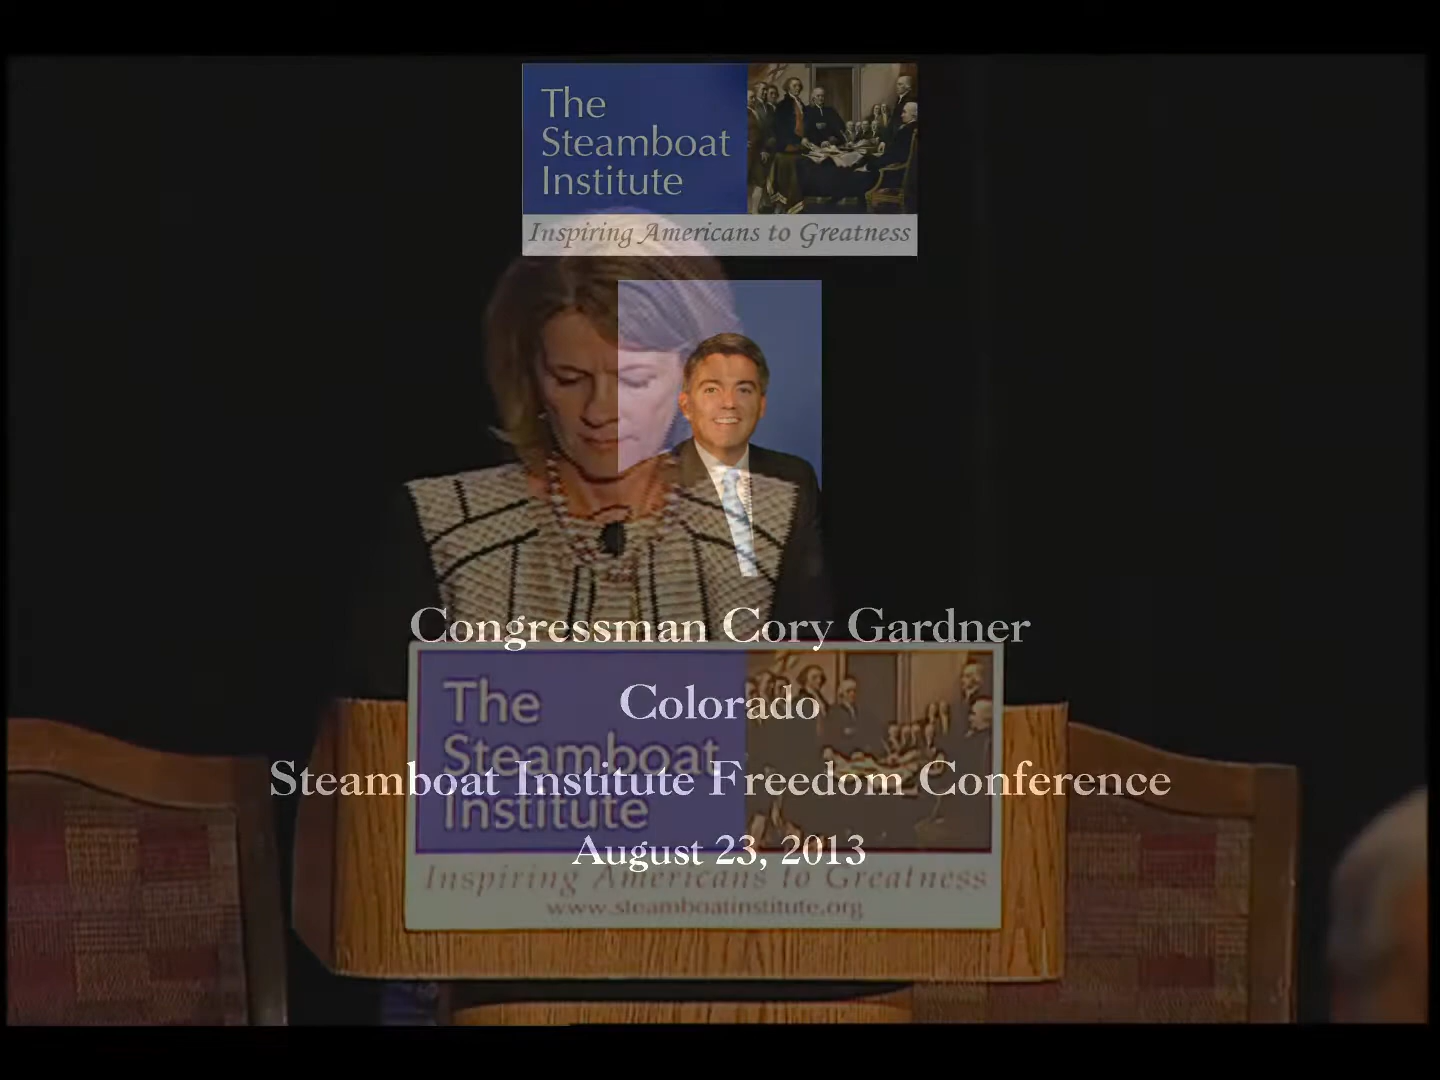 The
Steamboat
Institute
Inspiring Americans to Greatness
Congressman Cory Gardner
Colorado
Steamboat Institute Freedom Conference
August 23, 2013
The
Steamboat
Institute
Inspiring Americans to Greatness
www.steamboatinstitute.org